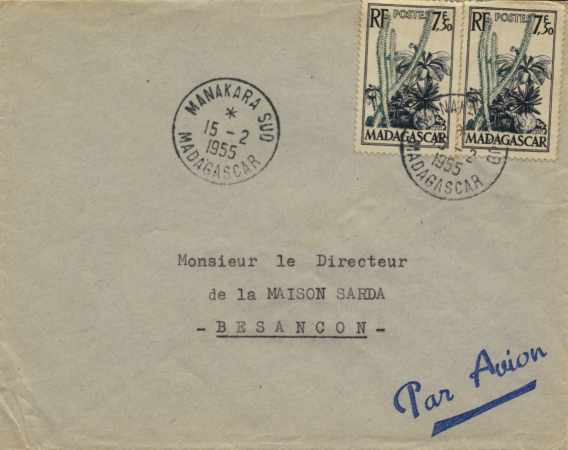 RF POSTES 7F50
MADAGASCAR
RF POSTES 7F50
MADAGASCAR
MANAKARA SUD
*
15-2
1955
MADAGASCAR
SUD
1955
MADAGASCAR
Monsieur le Directeur
de la MAISON SARDA
- BESANCON -
Par Avion